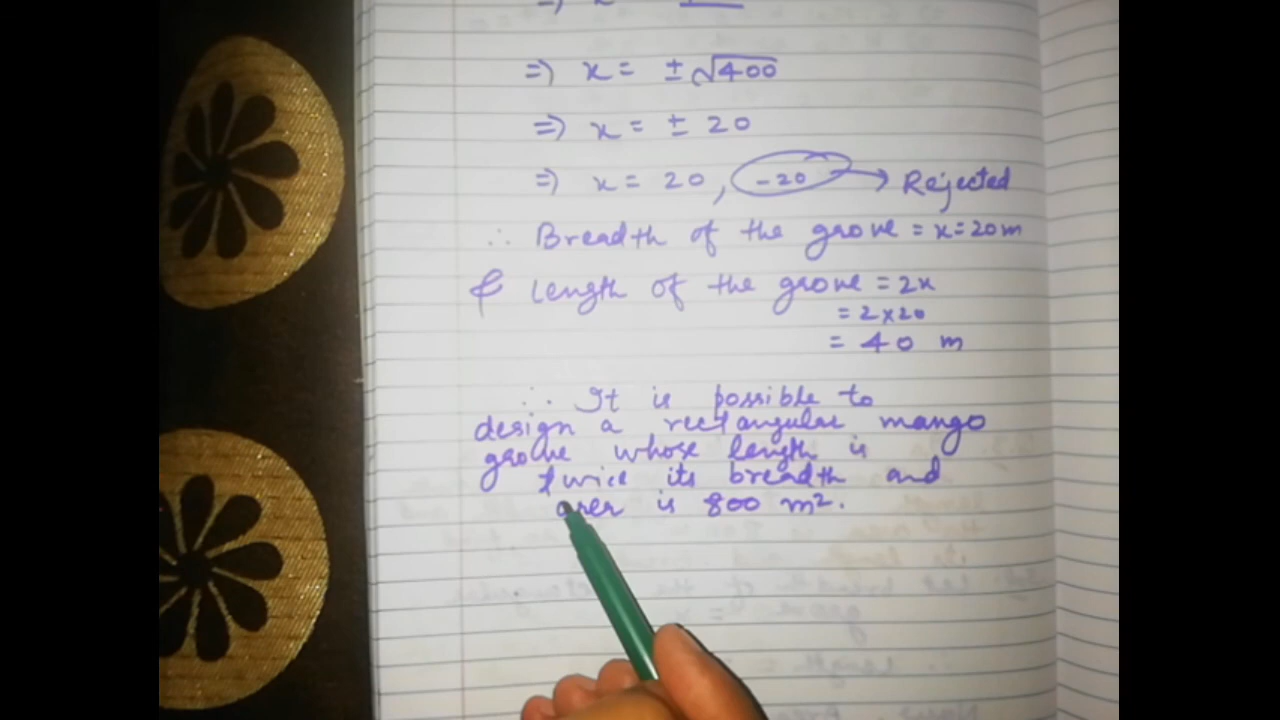 =) x = ±√400
=) x = ± 20
=) x = 20, -20 → Rejected
∴ Breadth of the grove = x = 20 m
& length of the grove = 2x
= 2 × 20
= 40 m
∴ It is possible to
design a rectangular mango
grove whose length is
twice its breadth and
area is 800 m².